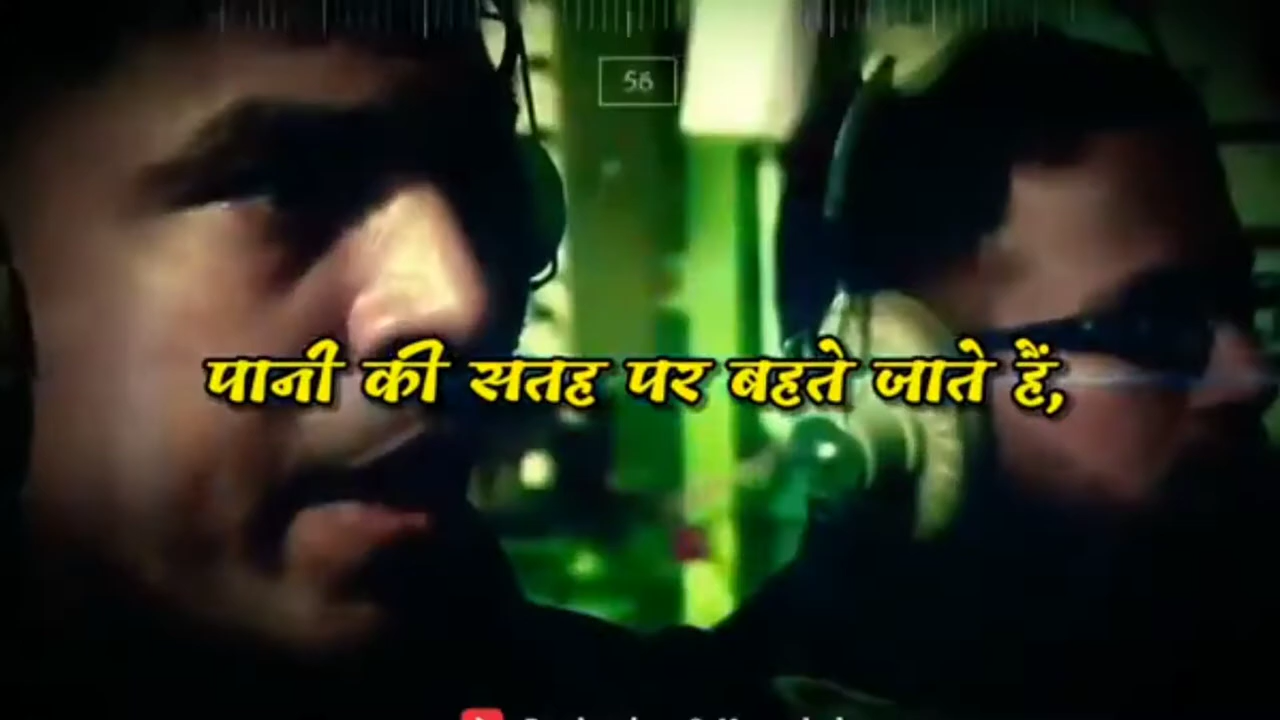 56
पानी की सतह पर बहते जाते हैं,